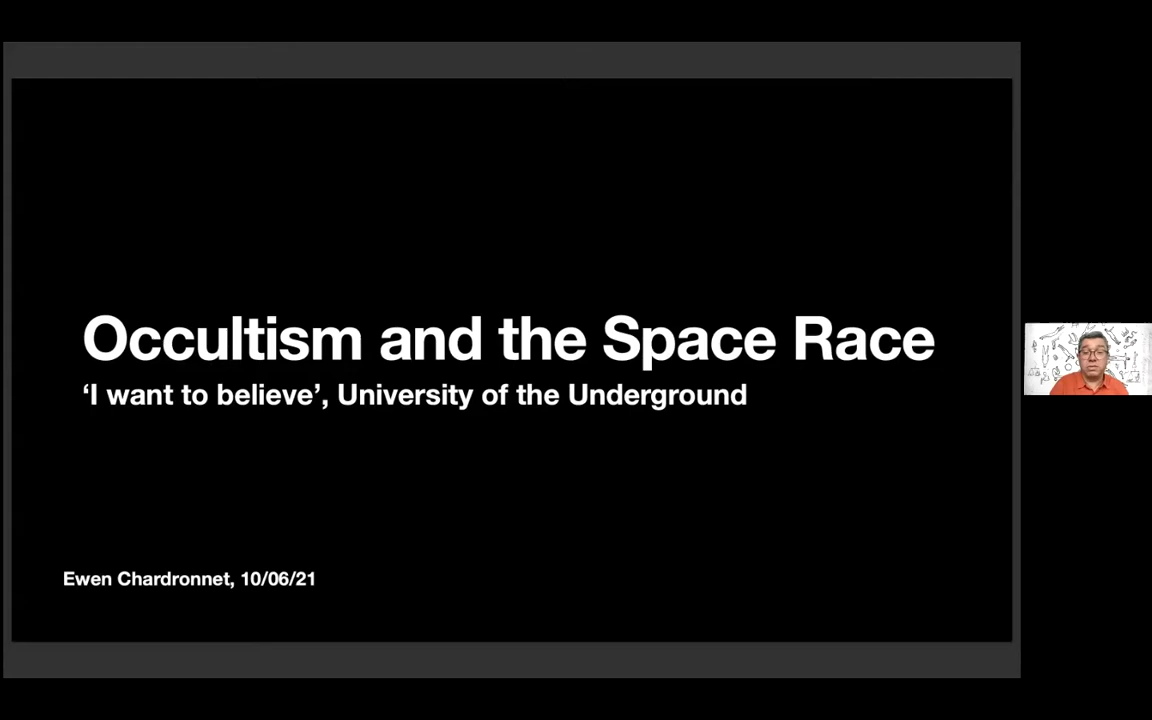 Occultism and the Space Race
‘I want to believe’, University of the Underground
Ewen Chardronnet, 10/06/21